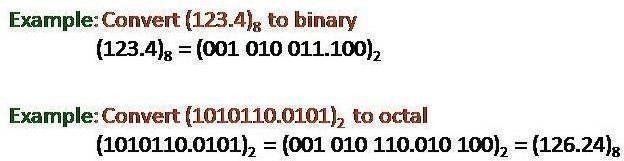 Example: Convert (123.4)₈ to binary
(123.4)₈ = (001 010 011.100)₂
Example: Convert (1010110.0101)₂ to octal
(1010110.0101)₂ = (001 010 110.010 100)₂ = (126.24)₈